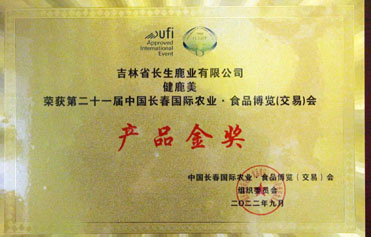 ufi
Approved
International
Event
吉林省长生鹿业有限公司
健鹿美
荣获第二十一届中国长春国际农业·食品博览(交易)会
产品金奖
中国长春国际农业·食品博览(交易)会
组织委员会
二〇二二年九月